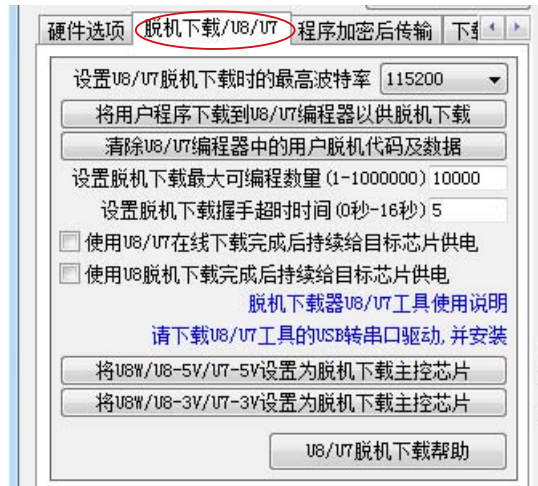 硬件选项 脱机下载/U8/U7 程序加密后传输
设置U8/U7脱机下载时的最高波特率 115200
将用户程序下载到U8/U7编程器以供脱机下载
清除U8/U7编程器中的用户脱机代码及数据
设置脱机下载最大可编程数量(1-1000000) 10000
设置脱机下载握手超时时间(0秒-16秒) 5
使用U8/U7在线下载完成后持续给目标芯片供电
使用U8脱机下载完成后持续给目标芯片供电
脱机下载器U8/U7工具使用说明
请下载U8/U7工具的USB转串口驱动,并安装
将U8W/U8-5V/U7-5V设置为脱机下载主控芯片
将U8W/U8-3V/U7-3V设置为脱机下载主控芯片
U8/U7脱机下载帮助